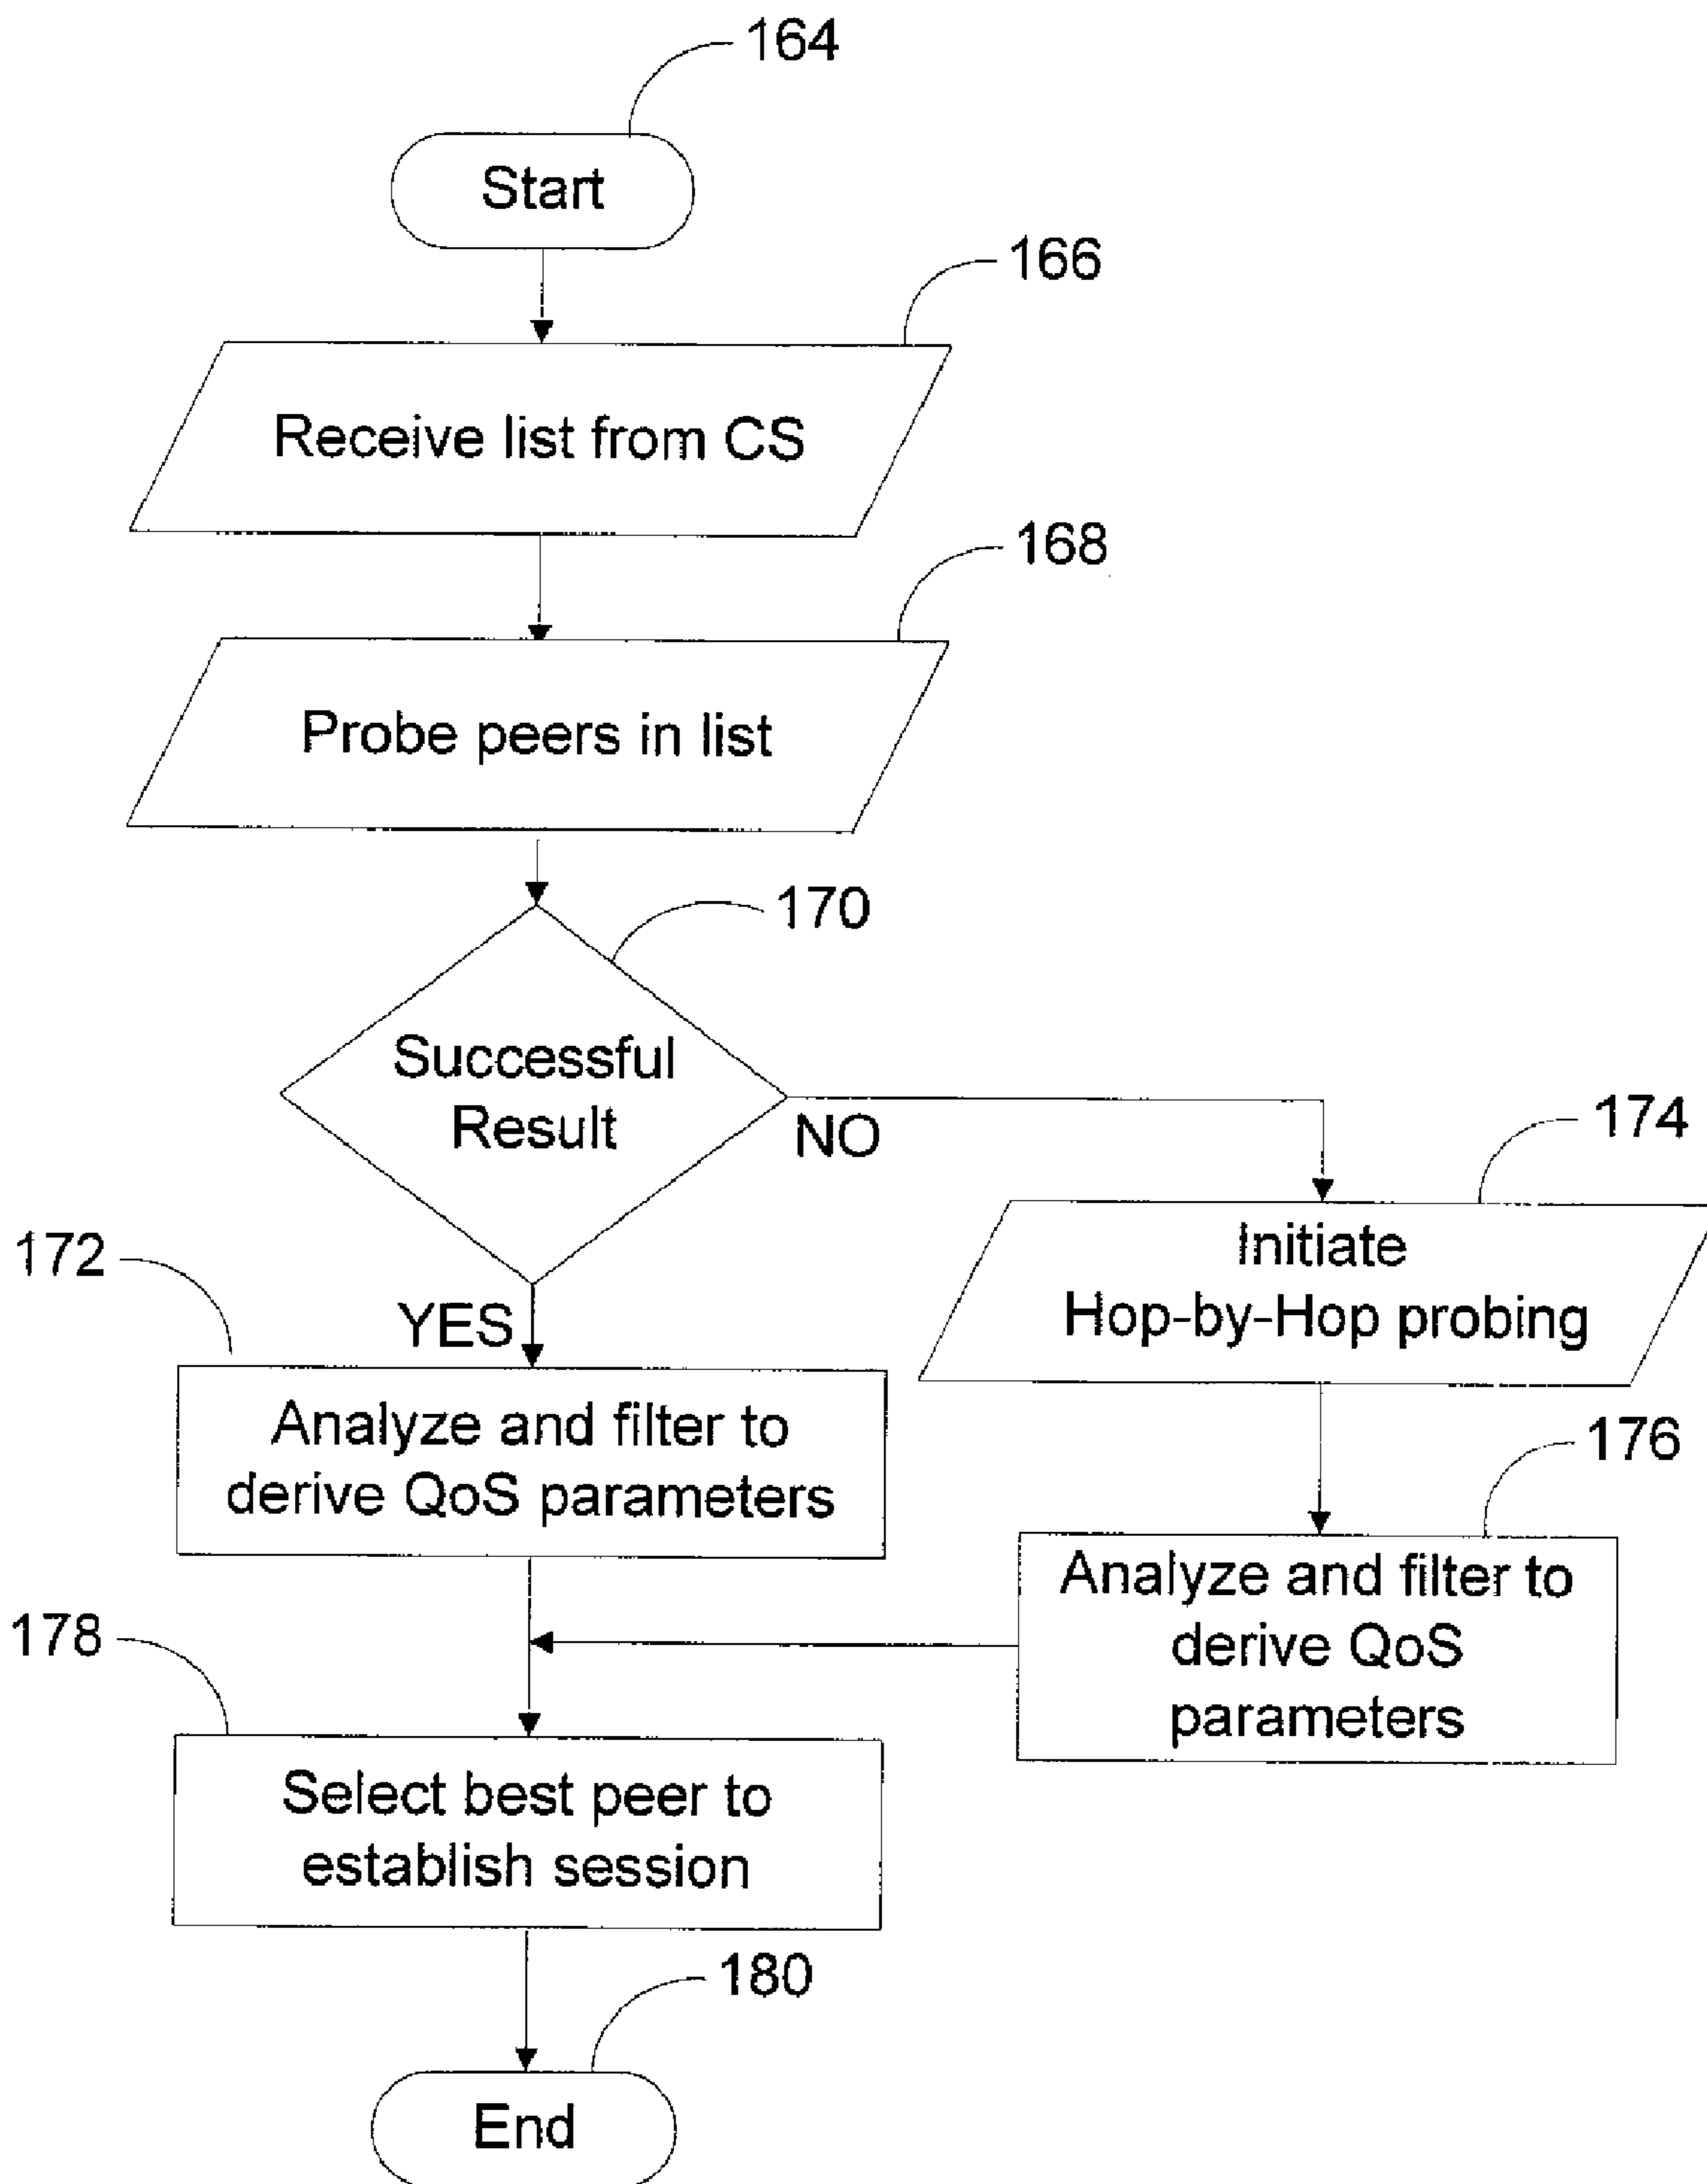 164
Start
166
Receive list from CS
168
Probe peers in list
170
Successful
Result
NO
174
Initiate
Hop-by-Hop probing
172
YES
Analyze and filter to
derive QoS parameters
176
Analyze and filter to
derive QoS
parameters
178
Select best peer to
establish session
180
End